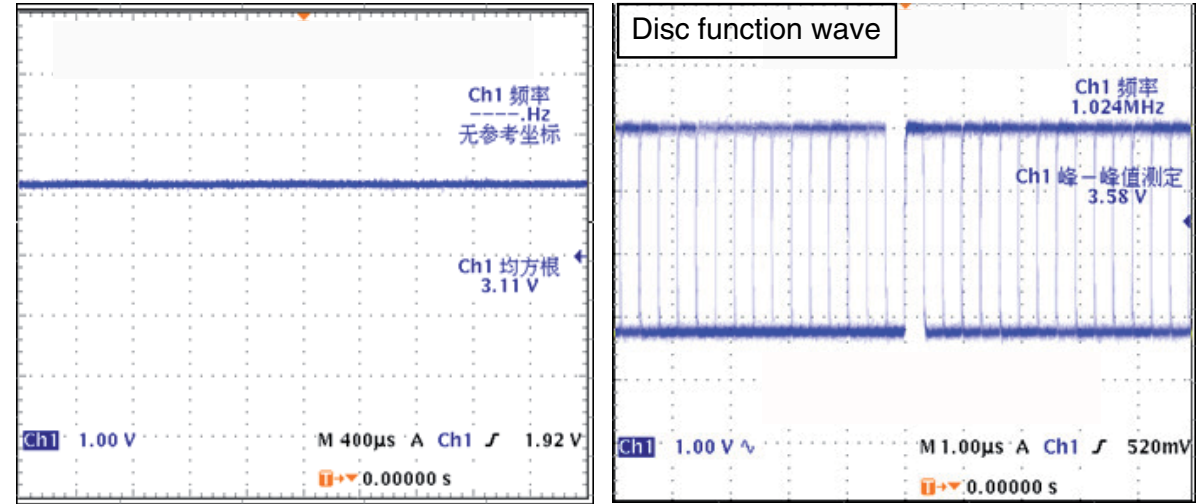 Ch1 频率
----.Hz
无参考坐标
Ch1 均方根
3.11 V
Ch1 1.00 V M 400µs A Ch1 ƒ 1.92 V
T→▼ 0.00000 s
Disc function wave
Ch1 频率
1.024MHz
Ch1 峰－峰值测定
3.58 V
Ch1 1.00 V ∿ M 1.00µs A Ch1 ƒ 520mV
T→▼ 0.00000 s